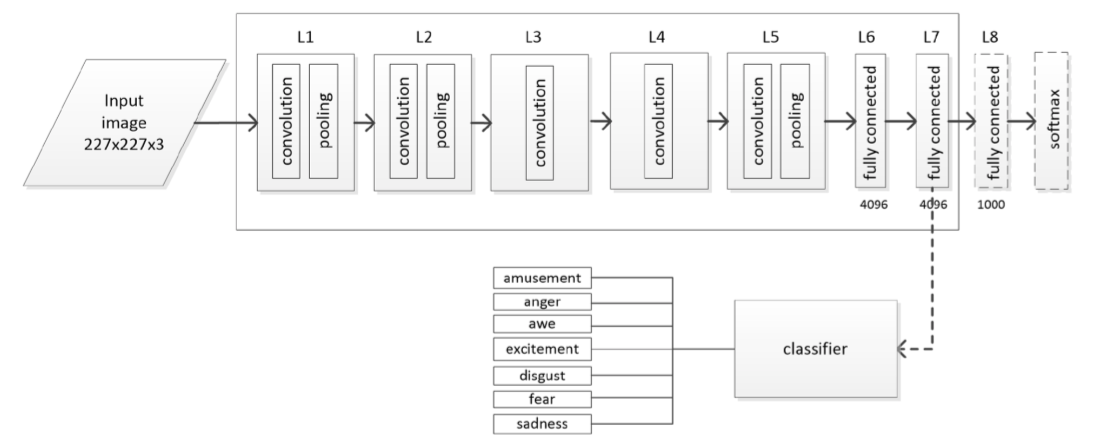 L1
L2
L3
L4
L5
L6
L7
L8
Input
image
227x227x3
convolution
pooling
convolution
pooling
convolution
convolution
convolution
pooling
fully connected
fully connected
fully connected
softmax
4096
4096
1000
amusement
anger
awe
excitement
disgust
fear
sadness
classifier